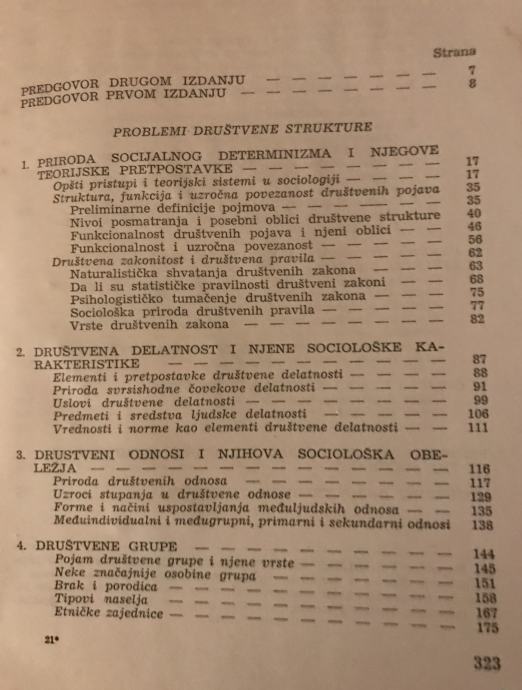 Strana
PREDGOVOR DRUGOM IZDANJU — — — — — — — 7
PREDGOVOR PRVOM IZDANJU — — — — — — — — 8
PROBLEMI DRUŠTVENE STRUKTURE
1. PRIRODA SOCIJALNOG DETERMINIZMA I NJEGOVE
TEORIJSKE PRETPOSTAVKE — — — — — — — — 17
Opšti pristupi i teorijski sistemi u sociologiji — — — — 17
Struktura, funkcija i uzročna povezanost društvenih pojava 35
Preliminarne definicije pojmova — — — — — — 35
Nivoi posmatranja i posebni oblici društvene strukture 40
Funkcionalnost društvenih pojava i njeni oblici — — 46
Funkcionalnost i uzročna povezanost — — — — — 56
Društvena zakonitost i društvena pravila — — — — — 62
Naturalistička shvatanja društvenih zakona — — — 63
Da li su statističke pravilnosti društveni zakoni — — 68
Psihologističko tumačenje društvenih zakona — — — 75
Sociološka priroda društvenih pravila — — — — — 77
Vrste društvenih zakona — — — — — — — — 82
2. DRUŠTVENA DELATNOST I NJENE SOCIOLOŠKE KA-
RAKTERISTIKE — — — — — — — — — — 87
Elementi i pretpostavke društvene delatnosti — — — — 88
Priroda svrsishodne čovekove delatnosti — — — — — 91
Uslovi društvene delatnosti — — — — — — — — 99
Predmeti i sredstva ljudske delatnosti — — — — — 106
Vrednosti i norme kao elementi društvene delatnosti — — 111
3. DRUSTVENI ODNOSI I NJIHOVA SOCIOLOŠKA OBE-
LEŽJA — — — — — — — — — — — — 116
Priroda društvenih odnosa — — — — — — — — 117
Uzroci stupanja u društvene odnose — — — — — — 129
Forme i načini uspostavljanja međuljudskih odnosa — — 135
Međuindividualni i međugrupni, primarni i sekundarni odnosi 138
4. DRUŠTVENE GRUPE — — — — — — — — — 144
Pojam društvene grupe i njene vrste — — — — — — 145
Neke značajnije osobine grupa — — — — — — — 151
Brak i porodica — — — — — — — — — — 158
Tipovi naselja — — — — — — — — — — 167
Etničke zajednice — — — — — — — — — — 175
21*
323